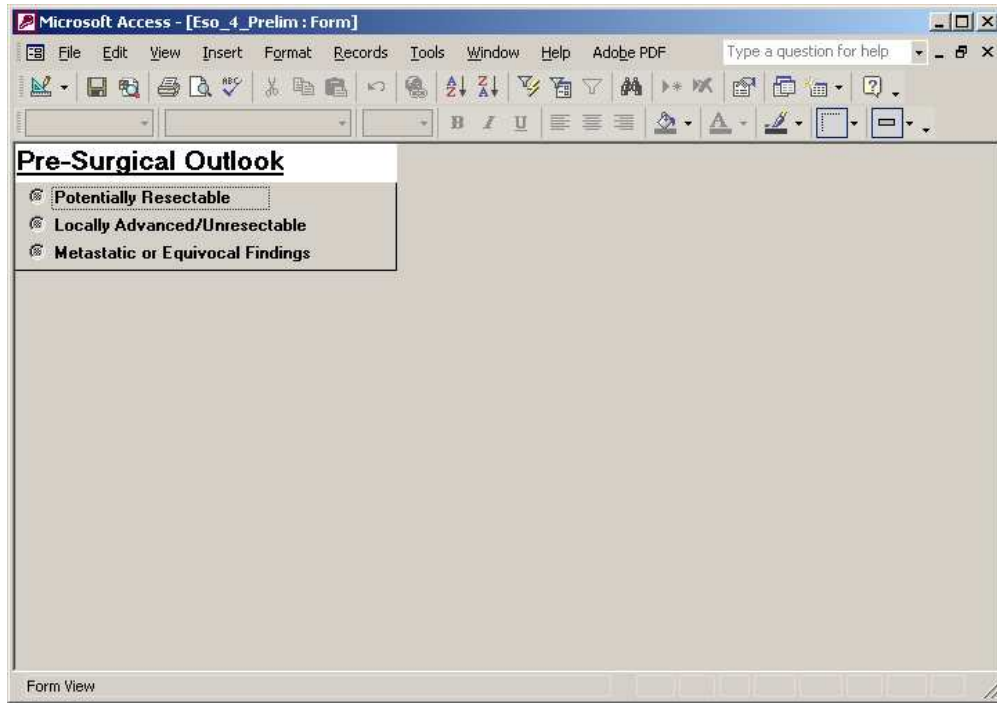 Microsoft Access - [Eso_4_Prelim : Form]
File Edit View Insert Format Records Tools Window Help Adobe PDF Type a question for help
B I U A
Pre-Surgical Outlook
Potentially Resectable
Locally Advanced/Unresectable
Metastatic or Equivocal Findings
Form View